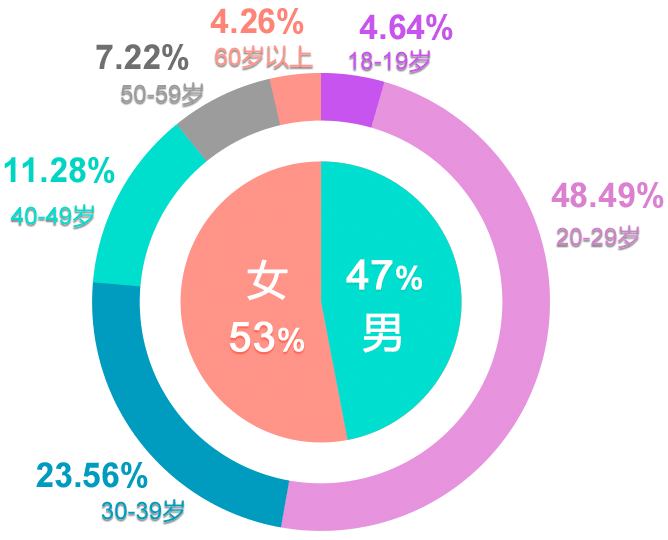 4.26%
60岁以上
4.64%
18-19岁
7.22%
50-59岁
11.28%
40-49岁
48.49%
20-29岁
女
53%
47%
男
23.56%
30-39岁